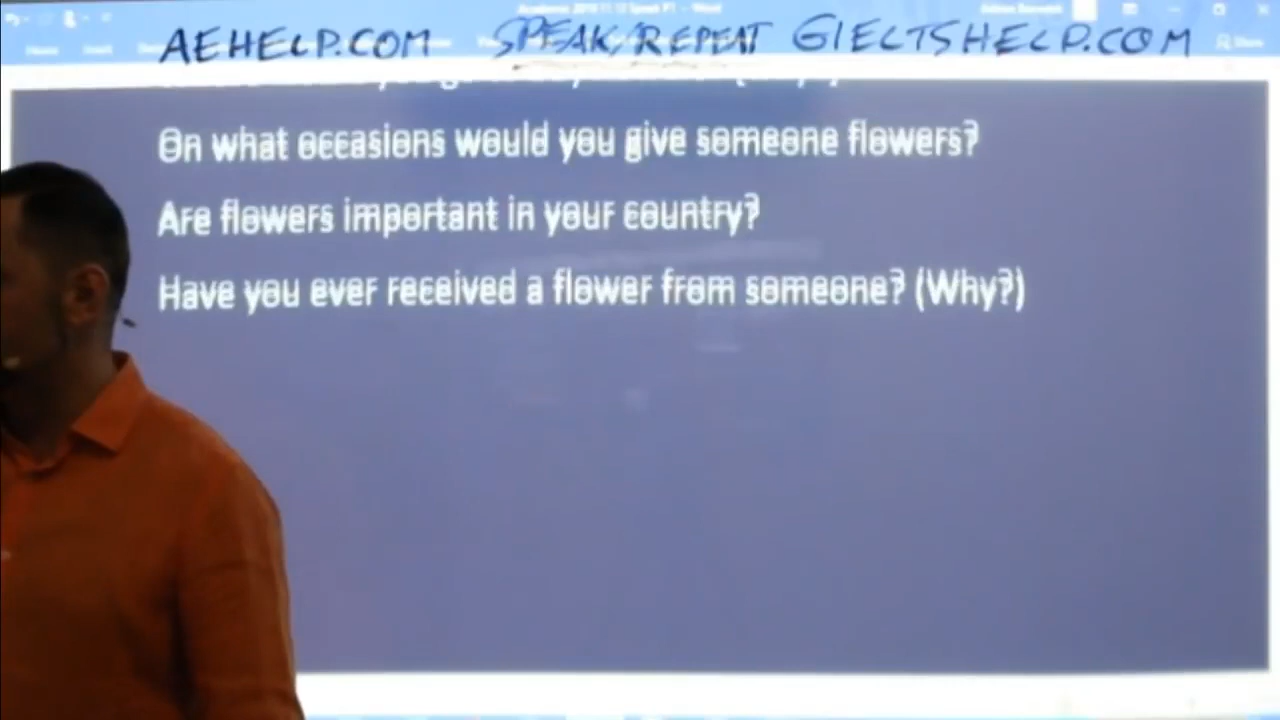 AEHELP.COM SPEAK/REPEAT GIELTSHELP.COM
On what occasions would you give someone flowers?
Are flowers important in your country?
Have you ever received a flower from someone? (Why?)